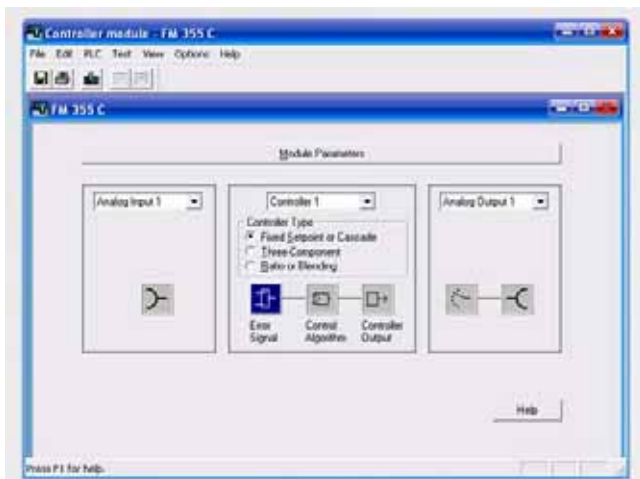 Controller module - FM 355 C
File Edit PLC Test View Options Help
FM 355 C
Module Parameters
Analog Input 1
Controller 1
Analog Output 1
Controller Type
Fixed Setpoint or Cascade
Three-Component
Ratio or Blending
Error Signal
Control Algorithm
Controller Output
Help
Press F1 for help.